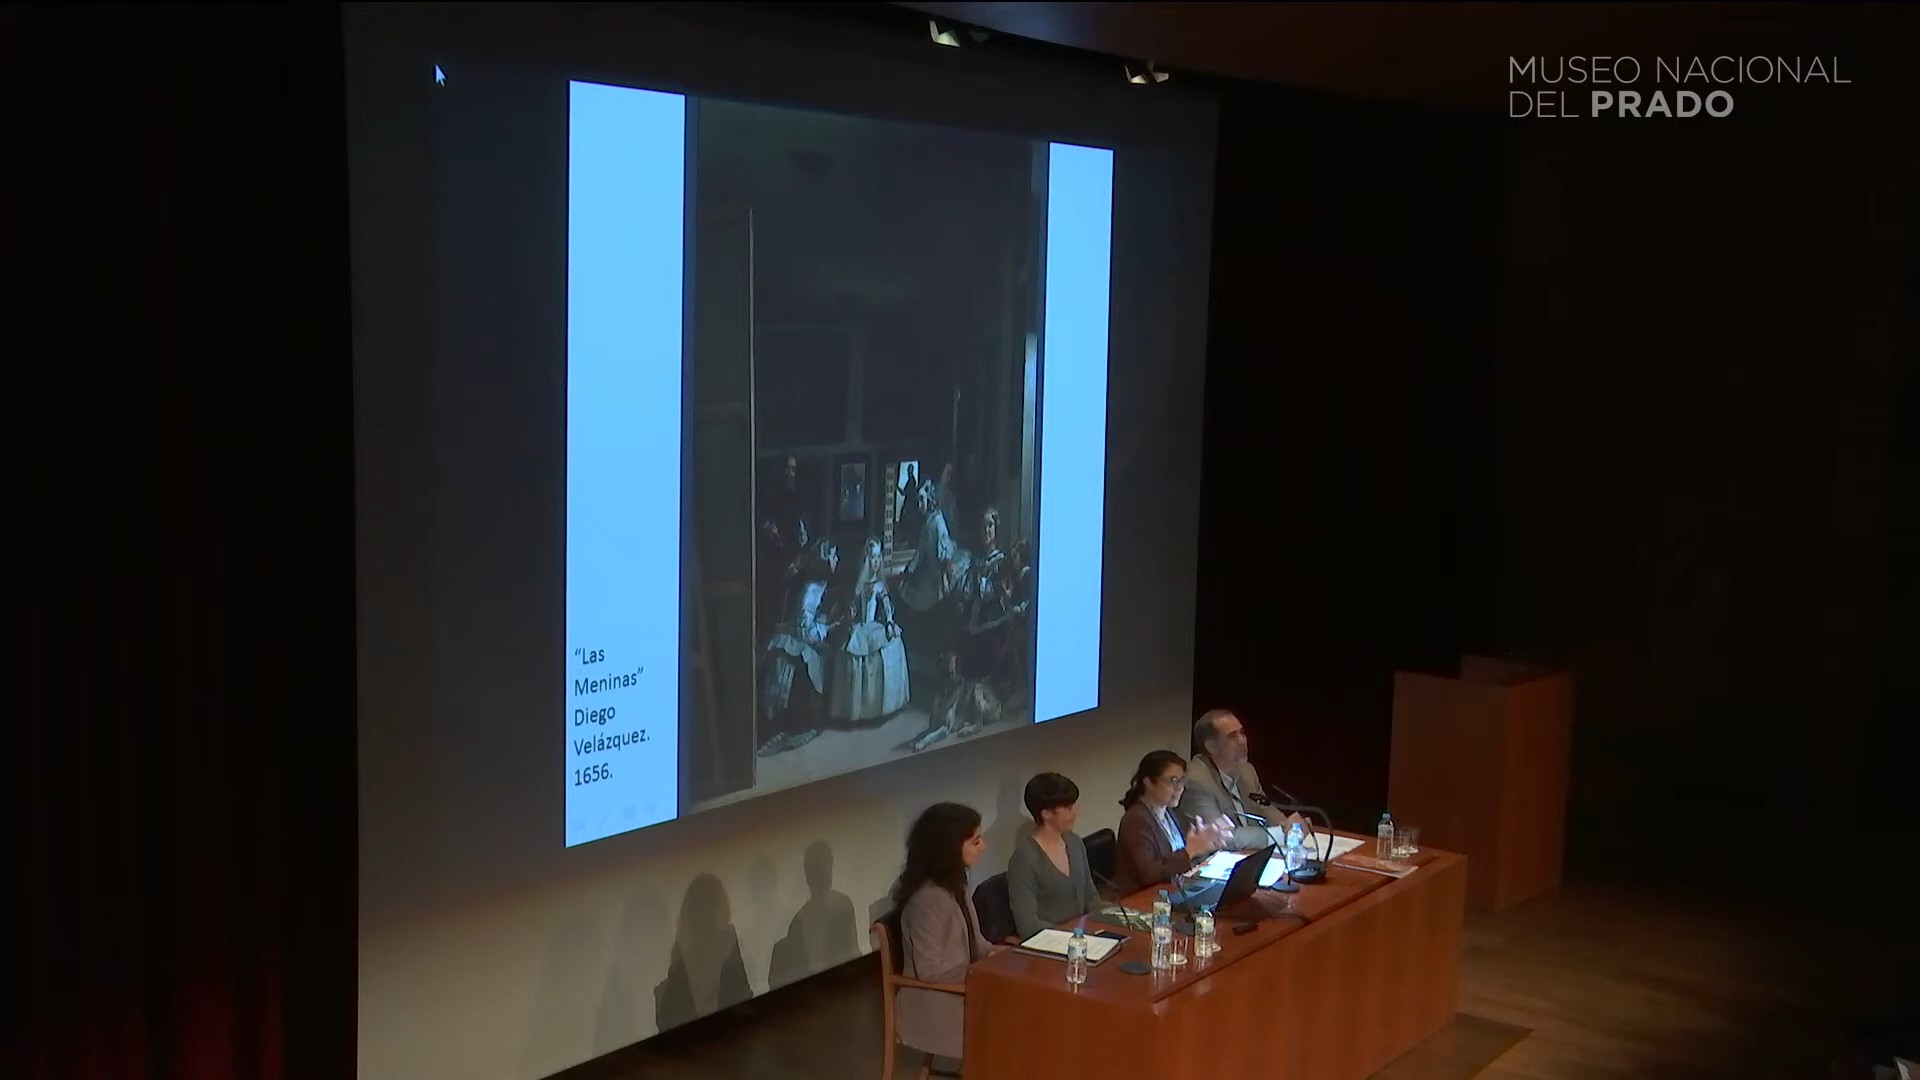 MUSEO NACIONAL
DEL PRADO
“Las
Meninas”
Diego
Velázquez.
1656.